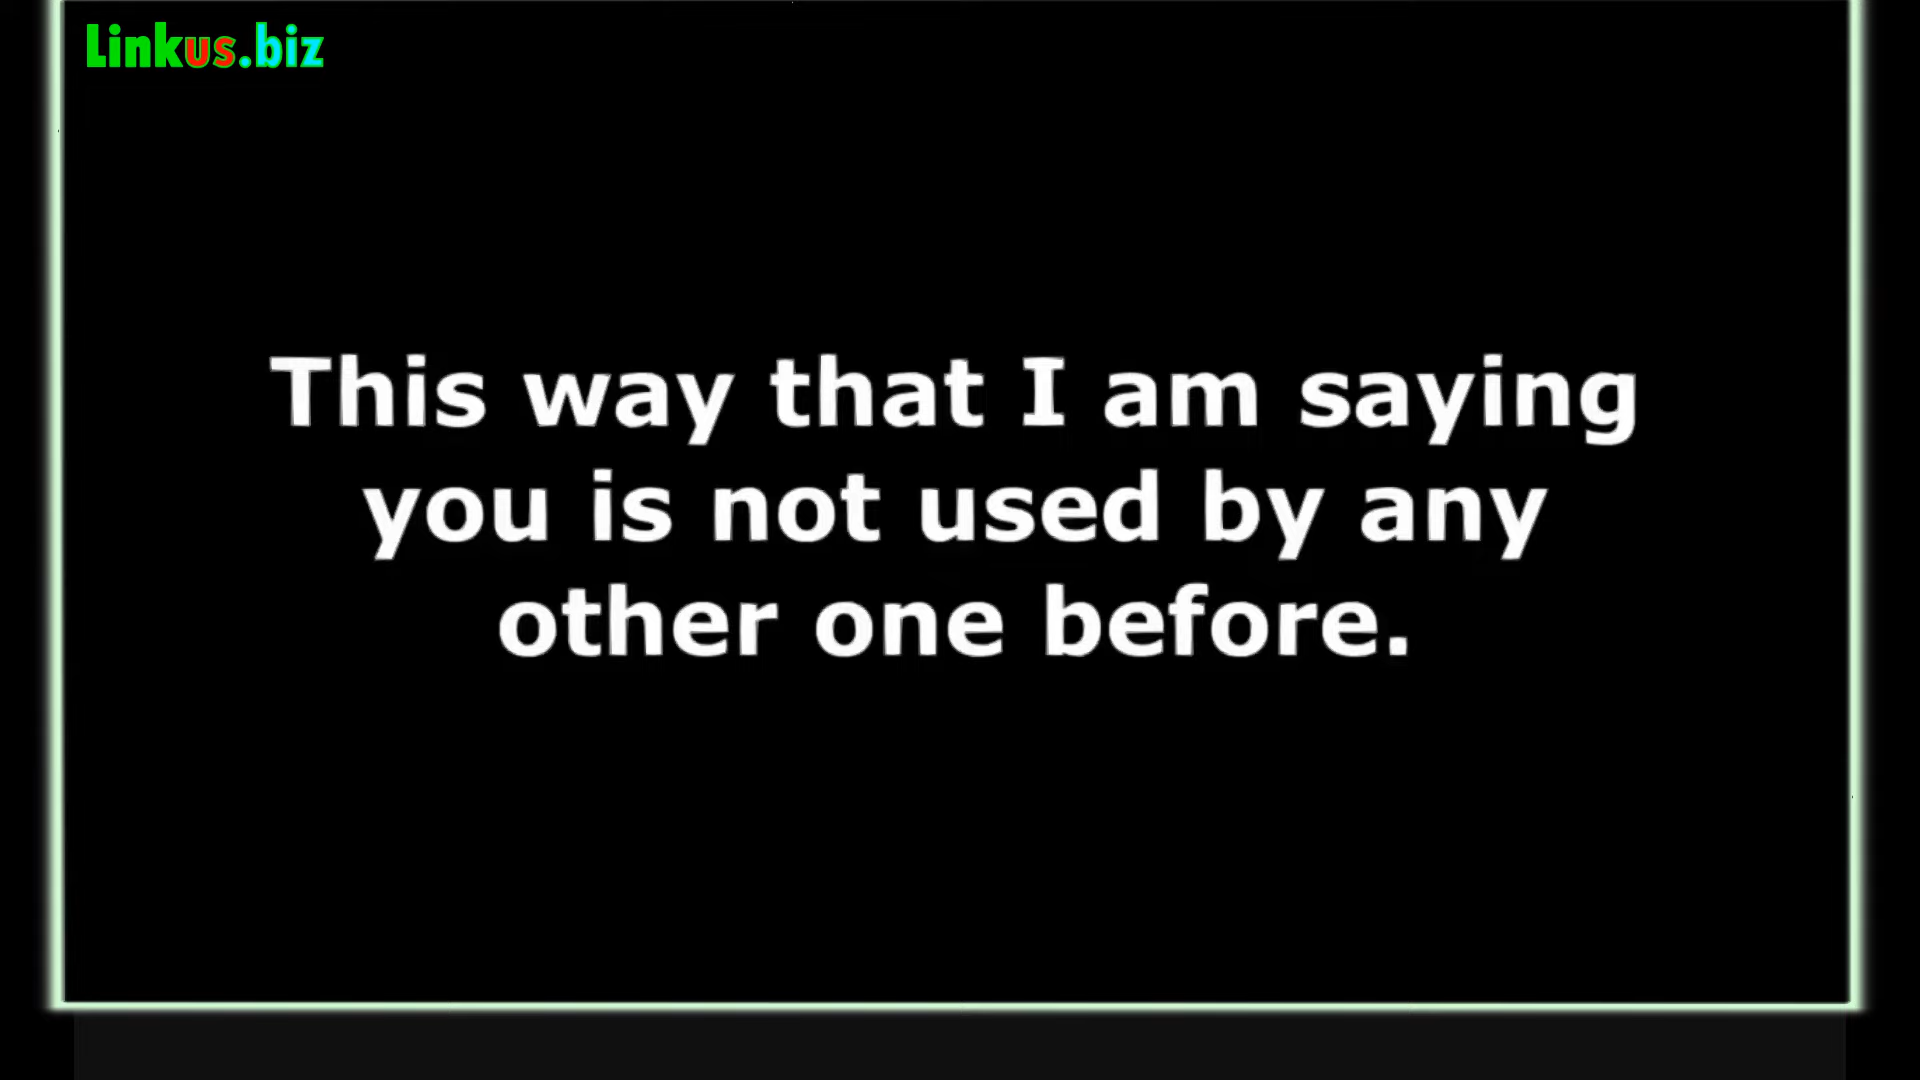 Linkus.biz
This way that I am saying
you is not used by any
other one before.